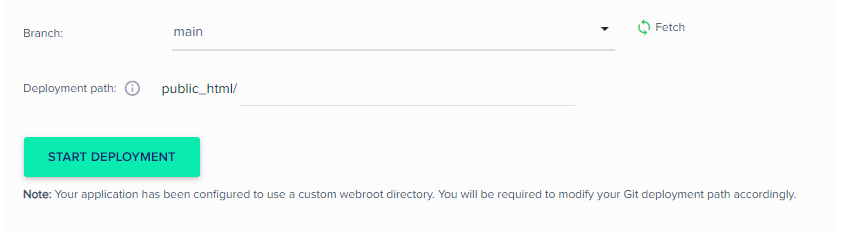 Branch:
main
Fetch
Deployment path:
public_html/
START DEPLOYMENT
Note: Your application has been configured to use a custom webroot directory. You will be required to modify your Git deployment path accordingly.